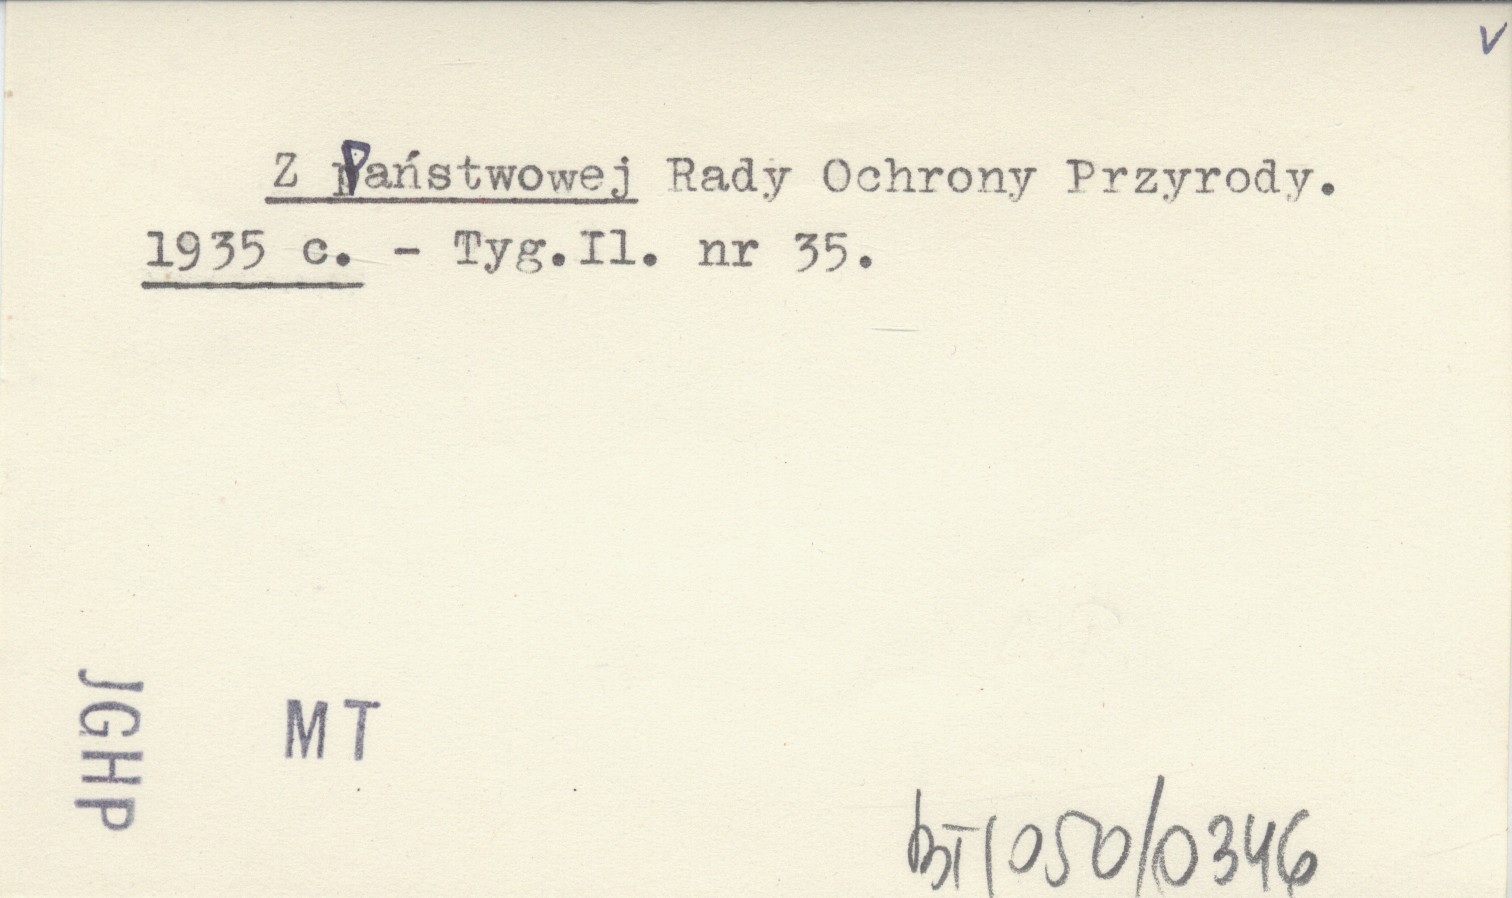 v
Z Państwowej Rady Ochrony Przyrody.
1935 c. - Tyg.Il. nr 35.
JGHP
MT
BT/050/0346